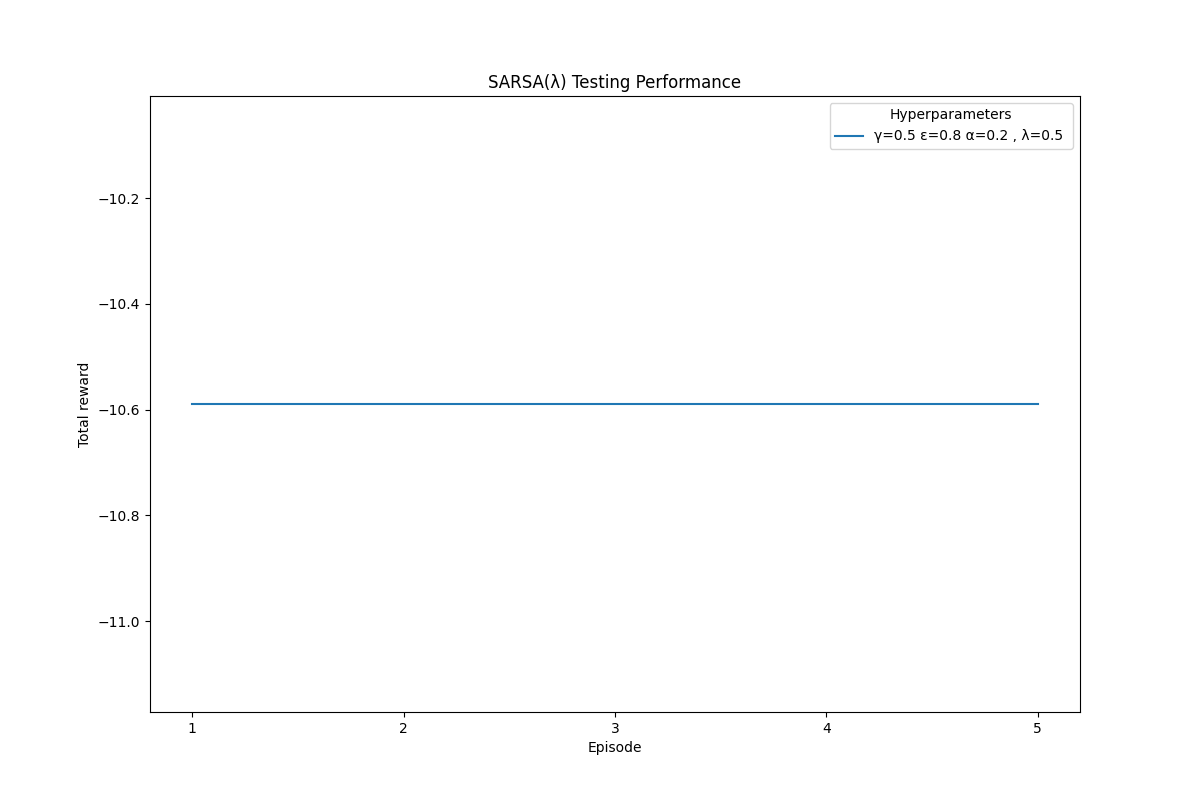 SARSA(λ) Testing Performance
Hyperparameters
γ=0.5 ε=0.8 α=0.2 , λ=0.5
Total reward
−10.2
−10.4
−10.6
−10.8
−11.0
1 2 3 4 5
Episode